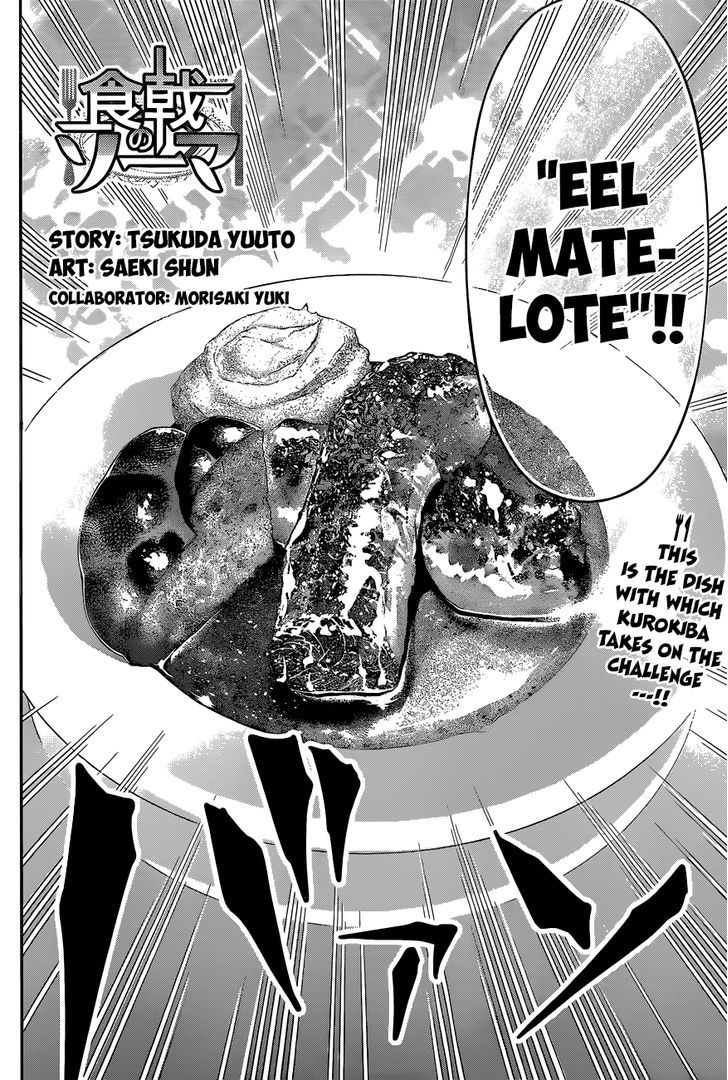 食戟の
ソーマ
L'ACUTF
STORY: TSUKUDA YUUTO
ART: SAEKI SHUN
COLLABORATOR: MORISAKI YUKI
"EEL
MATE-
LOTE"!!
THIS
IS THE DISH
WITH WHICH
KUROKIBA
TAKES ON THE
CHALLENGE
---!!
バァン